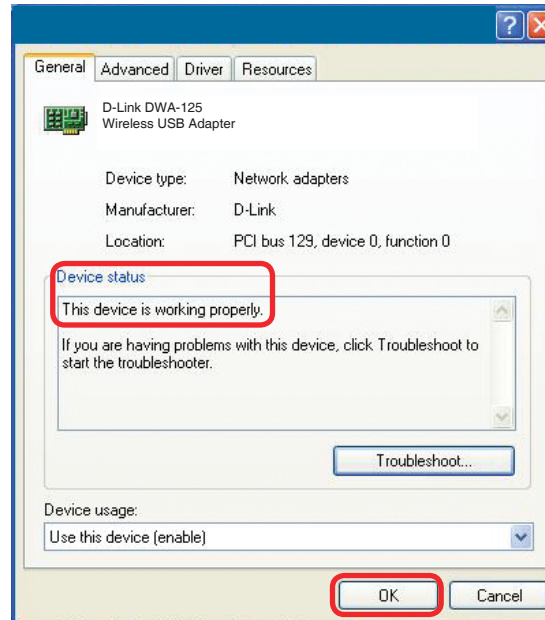 General Advanced Driver Resources
D-Link DWA-125
Wireless USB Adapter
Device type: Network adapters
Manufacturer: D-Link
Location: PCI bus 129, device 0, function 0
Device status
This device is working properly.
If you are having problems with this device, click Troubleshoot to
start the troubleshooter.
Troubleshoot...
Device usage:
Use this device (enable)
OK Cancel